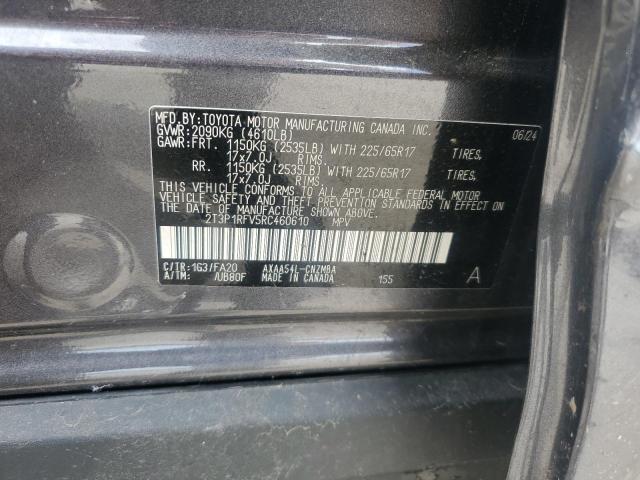 MFD.BY:TOYOTA MOTOR MANUFACTURING CANADA INC.
GVWR:2090KG (4610LB) 06/24
GAWR:FRT. 1150KG (2535LB) WITH 225/65R17 TIRES,
17x7.0J RIMS
RR. 1150KG (2535LB) WITH 225/65R17 TIRES,
17x7.0J RIMS
THIS VEHICLE CONFORMS TO ALL APPLICABLE FEDERAL MOTOR
VEHICLE SAFETY AND THEFT PREVENTION STANDARDS IN EFFECT
ON THE DATE OF MANUFACTURE SHOWN ABOVE.
2T3P1RFV5RC460610 MPV
C/TR:1G3/FA20 AXAA54L-CNZMBA
A/TM: /UB80F MADE IN CANADA 155 A